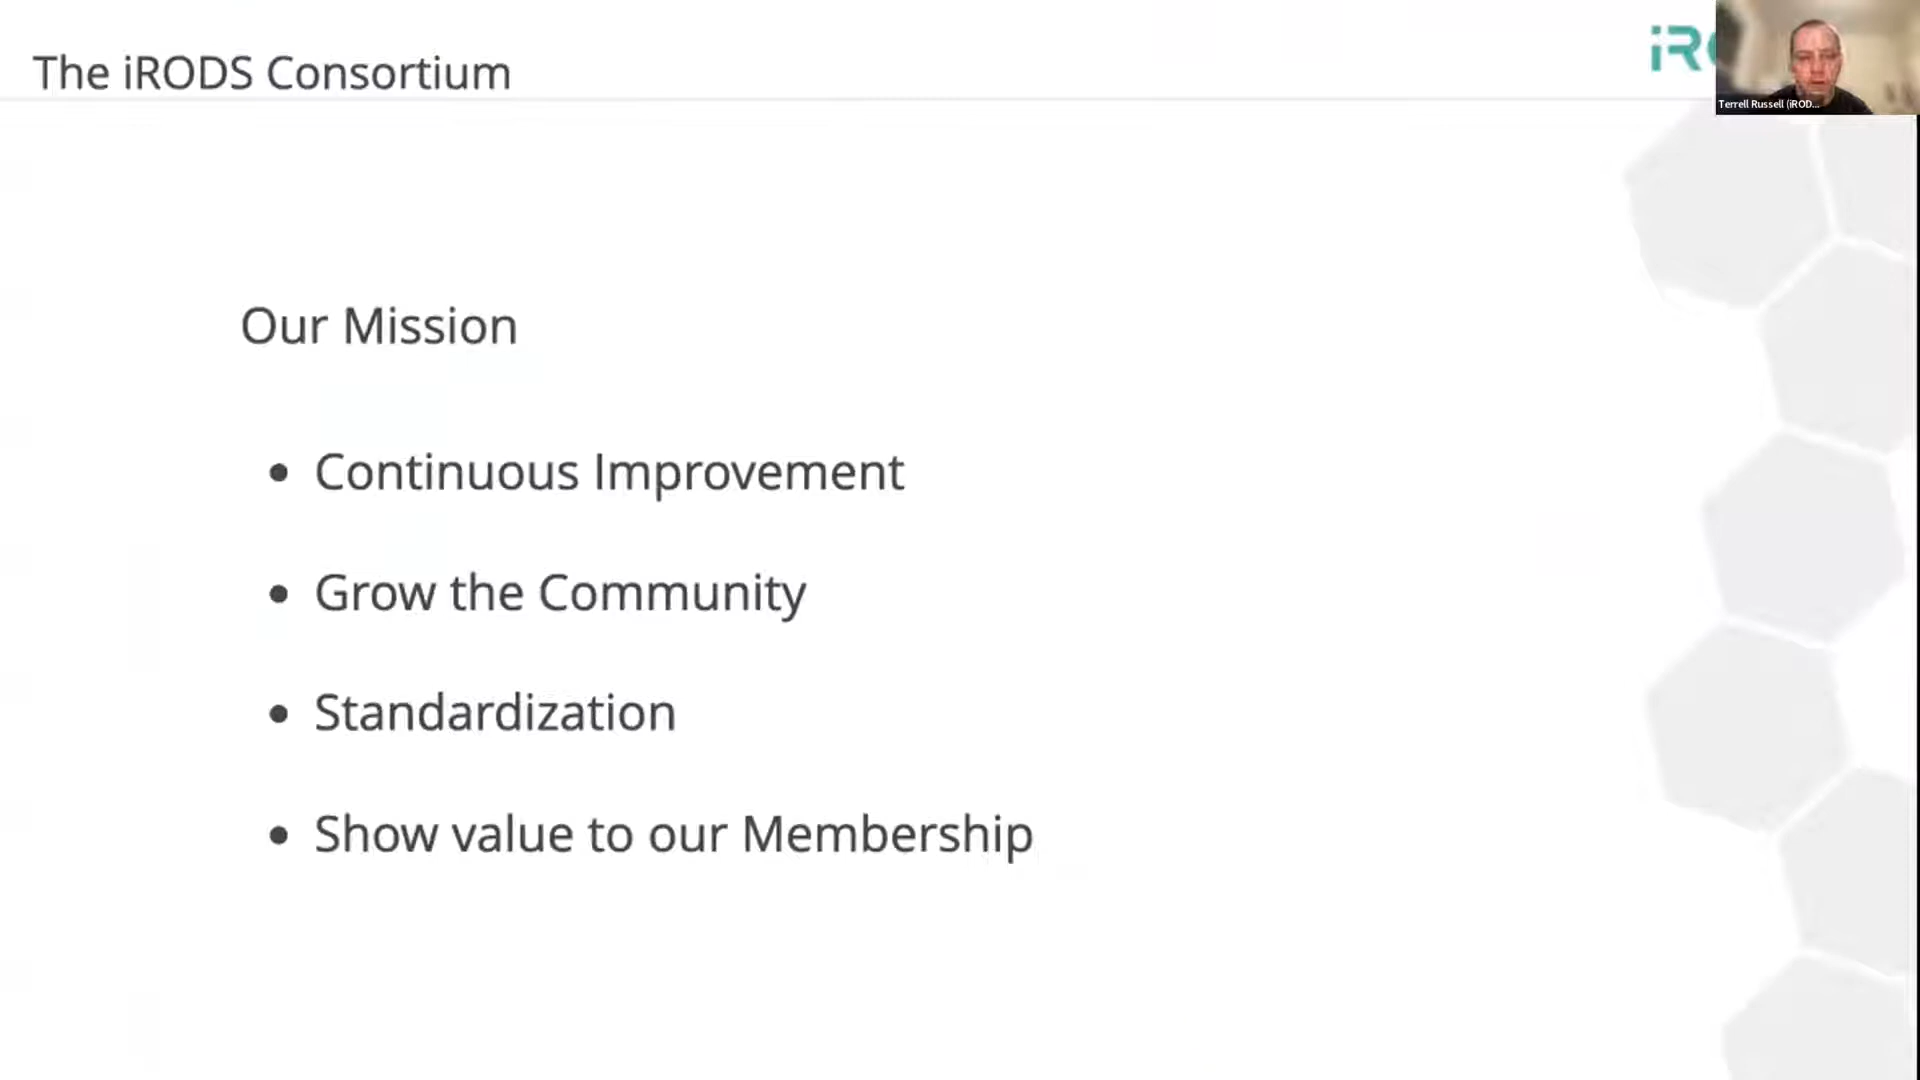 The iRODS Consortium
Terrell Russell (iROD...
Our Mission
• Continuous Improvement
• Grow the Community
• Standardization
• Show value to our Membership